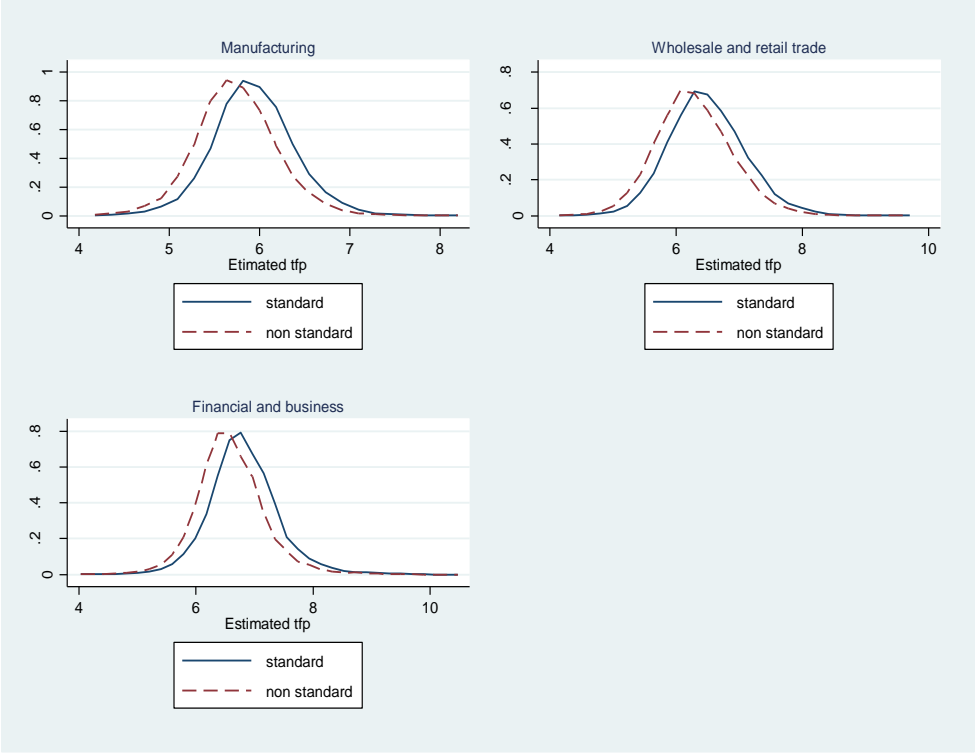 Manufacturing
1
.8
.6
.4
.2
0
4 5 6 7 8
Etimated tfp
standard
non standard
Wholesale and retail trade
.8
.6
.4
.2
0
4 6 8 10
Estimated tfp
standard
non standard
Financial and business
.8
.6
.4
.2
0
4 6 8 10
Estimated tfp
standard
non standard